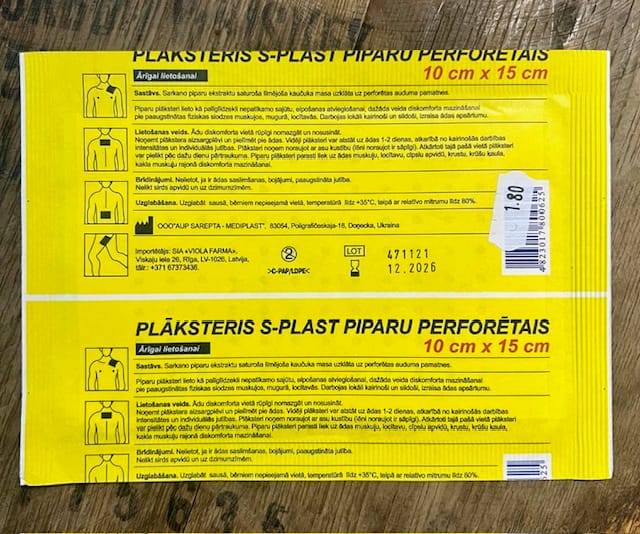 PLĀKSTERIS S-PLAST PIPARU PERFORĒTAIS
10 cm x 15 cm
Ārīgai lietošanai
Sastāvs. Sarkano piparu ekstraktu saturoša līmējoša kaučuka masa uzklāta uz perforētas auduma pamatnes.
Piparu plāksteri lieto kā palīglīdzekli nepatīkamo sajūtu, elpošanas atvieglošanai, dažāda veida diskomforta mazināšanai
pie paaugstinātas fiziskas slodzes muskuļos, mugurā, locītavās. Darbojas lokāli kairinoši un sildoši, izraisa ādas apsārtumu.
Lietošanas veids. Ādu diskomforta vietā rūpīgi nomazgāt un nosusināt.
Noņemt plākstera aizsargplēvi un pielīmēt pie ādas. Vidēji plāksteri var atstāt uz ādas 1-2 dienas, atkarībā no kairinošās darbības
intensitātes un individuālās jutības. Plāksteri noņem noraujot ar asu kustību (lēni noraujot ir sāpīgi). Atkārtoti tajā pašā vietā plāksteri
var pielikt pēc dažu dienu pārtraukuma. Piparu plāksteri parasti liek uz ādas muskuļu, locītavu, cīpslu apvidū, krustu, krūšu kaula,
kakla muskuļu rajonā diskomforta mazināšanai.
Brīdinājumi. Nelietot, ja ir ādas saslimšanas, bojājumi, paaugstināta jutība.
Nelikt sirds apvidū un uz dzimumzīmēm.
Uzglabāšana. Uzglabāt sausā, bērniem nepieejamā vietā, temperatūrā līdz +35°C, telpā ar relatīvo mitrumu līdz 80%.
OOO"AUP SAREPTA - MEDIPLAST", 83054, Poligrafičeskaja-18, Doņecka, Ukraina
Importētājs: SIA «VIOLA FARMA»,
Viskaļu iela 26, Rīga, LV-1026, Latvija,
tālr.: +371 67373436.
2
>C-PAP/LDPE<
LOT
471121
12.2026
1.80
4823017800625
PLĀKSTERIS S-PLAST PIPARU PERFORĒTAIS
10 cm x 15 cm
Ārīgai lietošanai
Sastāvs. Sarkano piparu ekstraktu saturoša līmējoša kaučuka masa uzklāta uz perforētas auduma pamatnes.
Piparu plāksteri lieto kā palīglīdzekli nepatīkamo sajūtu, elpošanas atvieglošanai, dažāda veida diskomforta mazināšanai
pie paaugstinātas fiziskas slodzes muskuļos, mugurā, locītavās. Darbojas lokāli kairinoši un sildoši, izraisa ādas apsārtumu.
Lietošanas veids. Ādu diskomforta vietā rūpīgi nomazgāt un nosusināt.
Noņemt plākstera aizsargplēvi un pielīmēt pie ādas. Vidēji plāksteri var atstāt uz ādas 1-2 dienas, atkarībā no kairinošās darbības
intensitātes un individuālās jutības. Plāksteri noņem noraujot ar asu kustību (lēni noraujot ir sāpīgi). Atkārtoti tajā pašā vietā plāksteri
var pielikt pēc dažu dienu pārtraukuma. Piparu plāksteri parasti liek uz ādas muskuļu, locītavu, cīpslu apvidū, krustu, krūšu kaula,
kakla muskuļu rajonā diskomforta mazināšanai.
Brīdinājumi. Nelietot, ja ir ādas saslimšanas, bojājumi, paaugstināta jutība.
Nelikt sirds apvidū un uz dzimumzīmēm.
Uzglabāšana. Uzglabāt sausā, bērniem nepieejamā vietā, temperatūrā līdz +35°C, telpā ar relatīvo mitrumu līdz 80%.
625